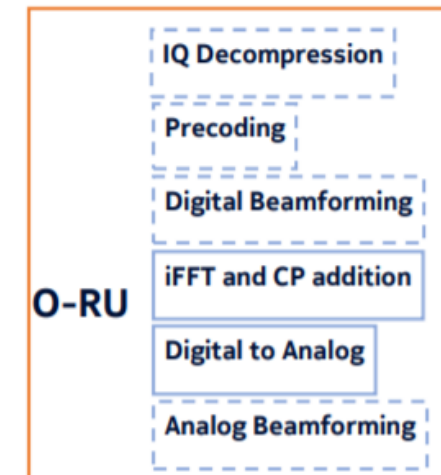 IQ Decompression
Precoding
Digital Beamforming
iFFT and CP addition
O-RU
Digital to Analog
Analog Beamforming